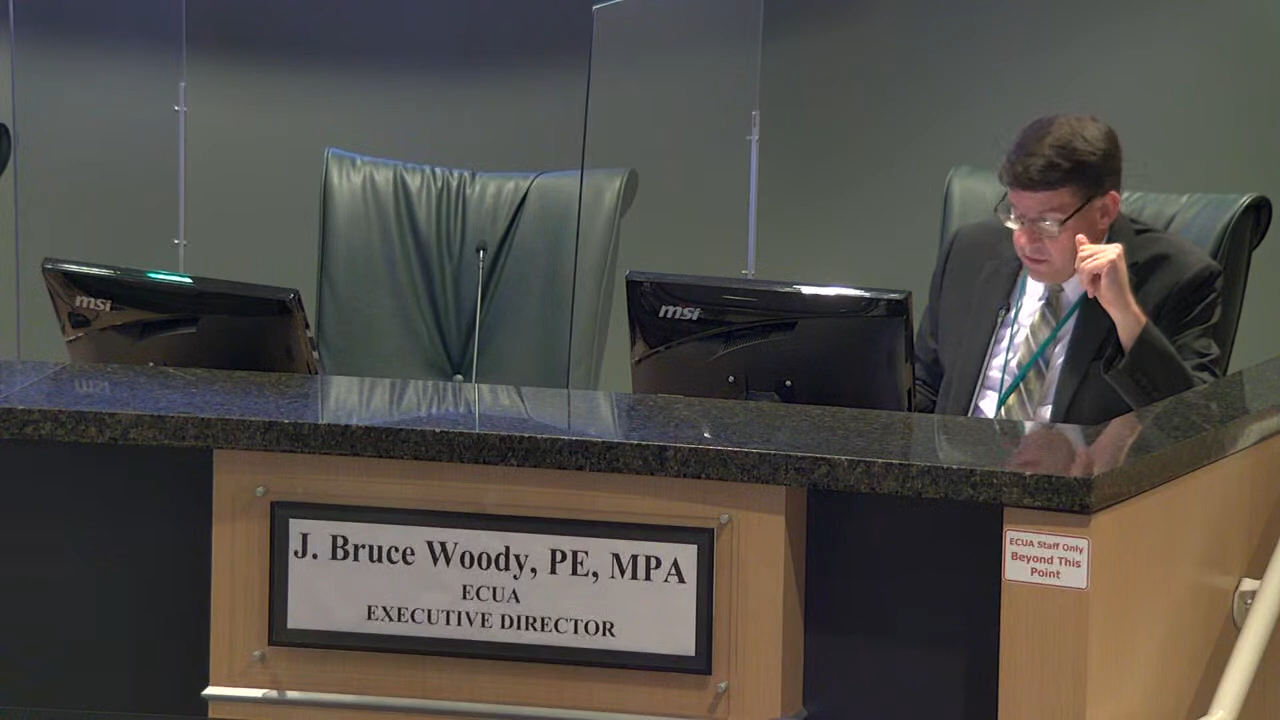 msi
msi
J. Bruce Woody, PE, MPA
ECUA
EXECUTIVE DIRECTOR
ECUA Staff Only
Beyond This
Point